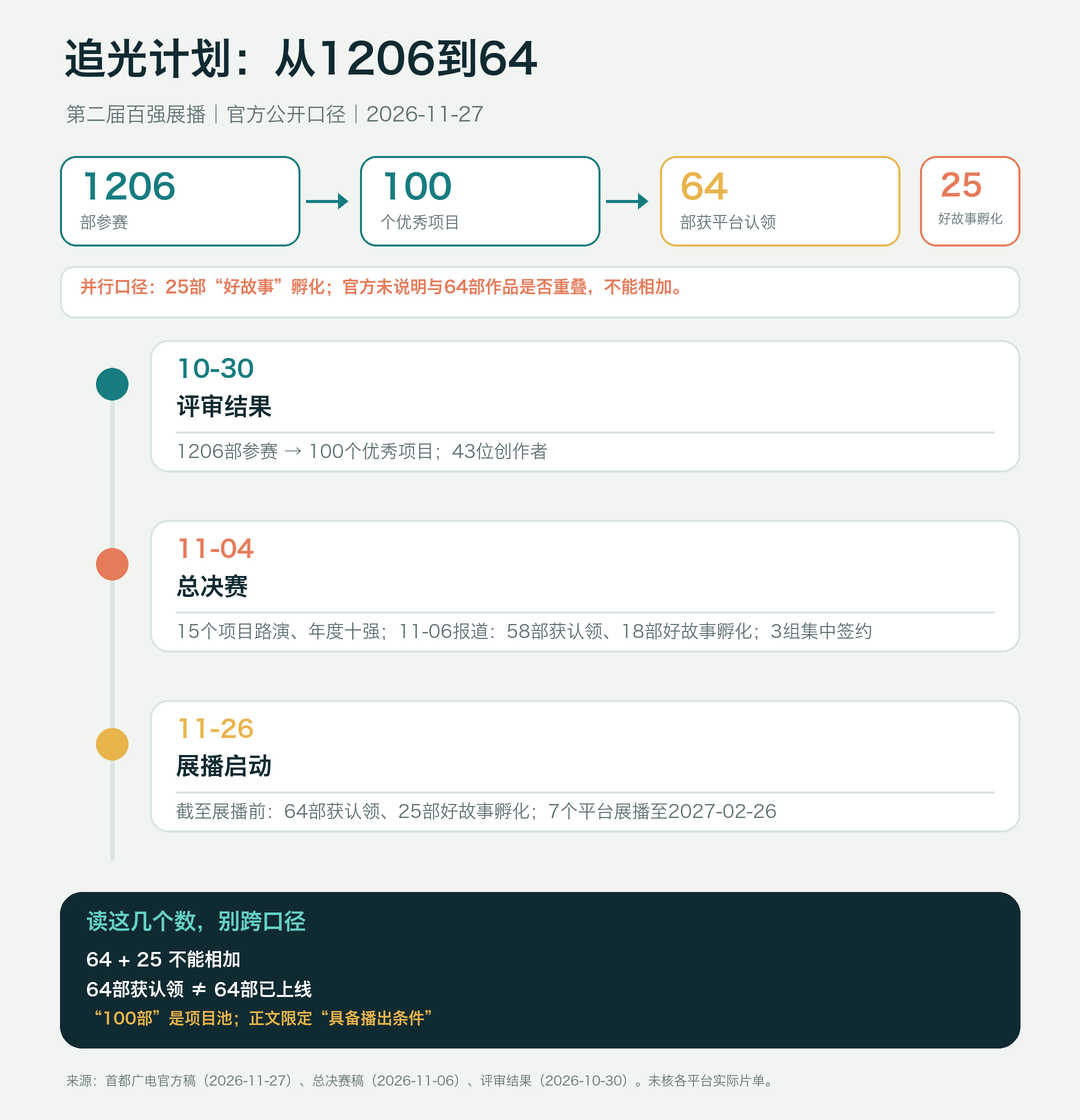 追光计划：从1206到64
第二届百强展播｜官方公开口径｜2026-11-27
1206
部参赛
100
个优秀项目
64
部获平台认领
25
好故事孵化
并行口径：25部“好故事”孵化；官方未说明与64部作品是否重叠，不能相加。
10-30
评审结果
1206部参赛 → 100个优秀项目；43位创作者
11-04
总决赛
15个项目路演、年度十强；11-06报道：58部获认领、18部好故事孵化；3组集中签约
11-26
展播启动
截至展播前：64部获认领、25部好故事孵化；7个平台展播至2027-02-26
读这几个数，别跨口径
64 + 25 不能相加
64部获认领 ≠ 64部已上线
“100部”是项目池；正文限定“具备播出条件”
来源：首都广电官方稿（2026-11-27）、总决赛稿（2026-11-06）、评审结果（2026-10-30）。未核各平台实际片单。